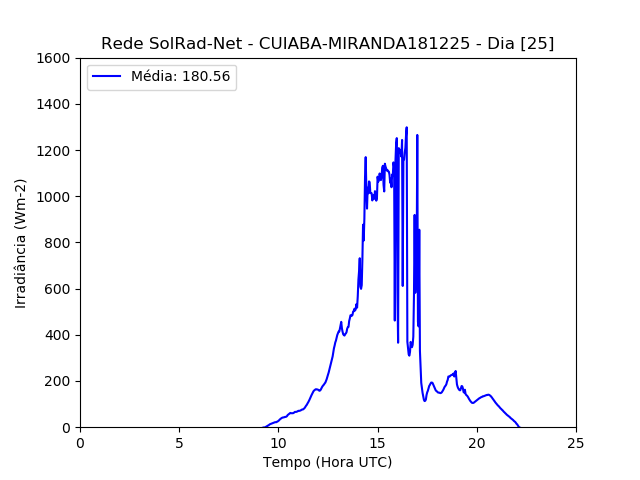 Rede SolRad-Net - CUIABA-MIRANDA181225 - Dia [25]
Média: 180.56
1600
1400
1200
1000
800
600
400
200
0
Irradiância (Wm-2)
0 5 10 15 20 25
Tempo (Hora UTC)